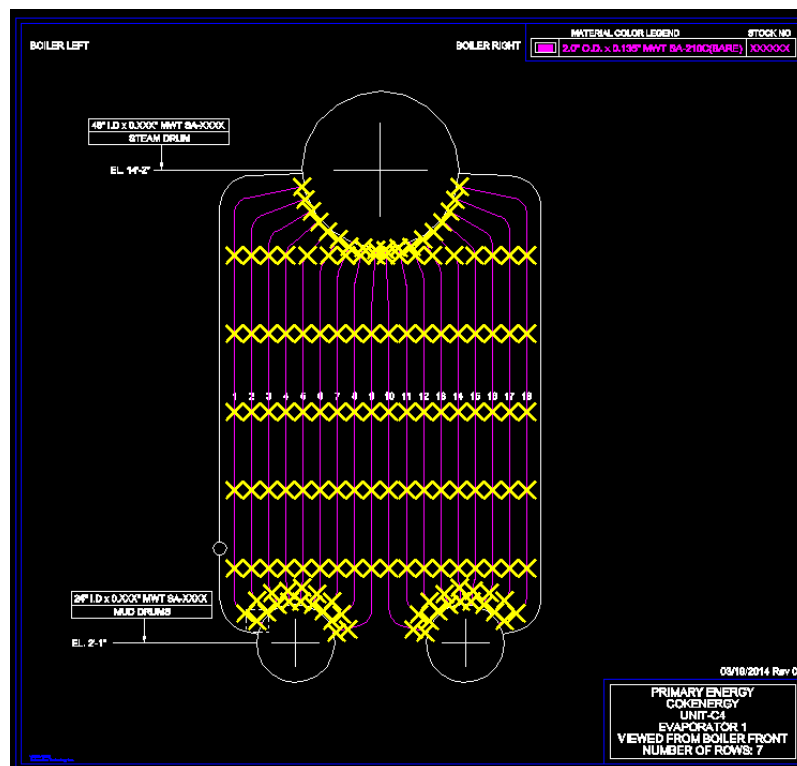 BOILER LEFT
BOILER RIGHT
MATERIAL COLOR LEGEND STOCK NO
2.0" O.D. x 0.135" MWT SA-210C(BARE) XXXXXX
48" I.D x 0.XXX" MWT SA-XXXX
STEAM DRUM
EL. 14'-2"
1 2 3 4 5 6 7 8 9 10 11 12 13 14 15 16 17 18
24" I.D x 0.XXX" MWT SA-XXXX
MUD DRUMS
EL. 2'-1"
03/18/2014 Rev 0
PRIMARY ENERGY
COKENERGY
UNIT-C4
EVAPORATOR 1
VIEWED FROM BOILER FRONT
NUMBER OF ROWS: 7